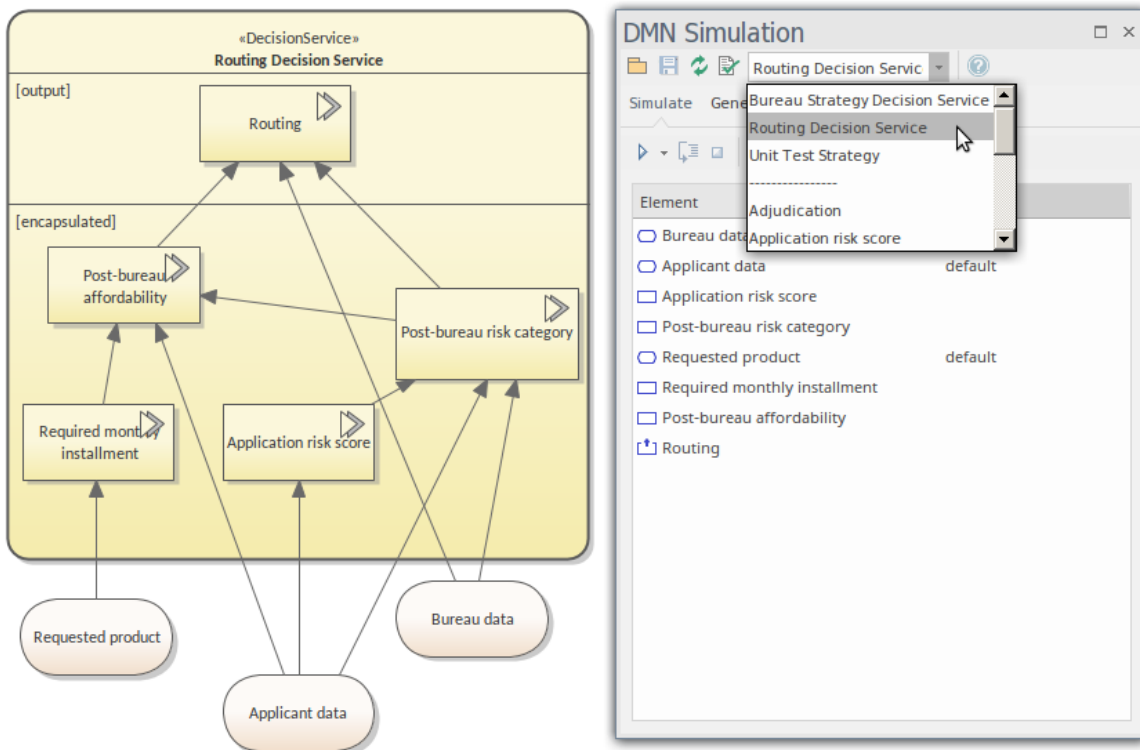 «DecisionService»
Routing Decision Service
[output]
Routing
[encapsulated]
Post-bureau
affordability
Post-bureau risk category
Required monthly
installment
Application risk score
Requested product
Bureau data
Applicant data
DMN Simulation
Routing Decision Servic
Simulate Gene
Bureau Strategy Decision Service
Routing Decision Service
Unit Test Strategy
----------------
Adjudication
Application risk score
Element
Bureau data
Applicant data default
Application risk score
Post-bureau risk category
Requested product default
Required monthly installment
Post-bureau affordability
Routing